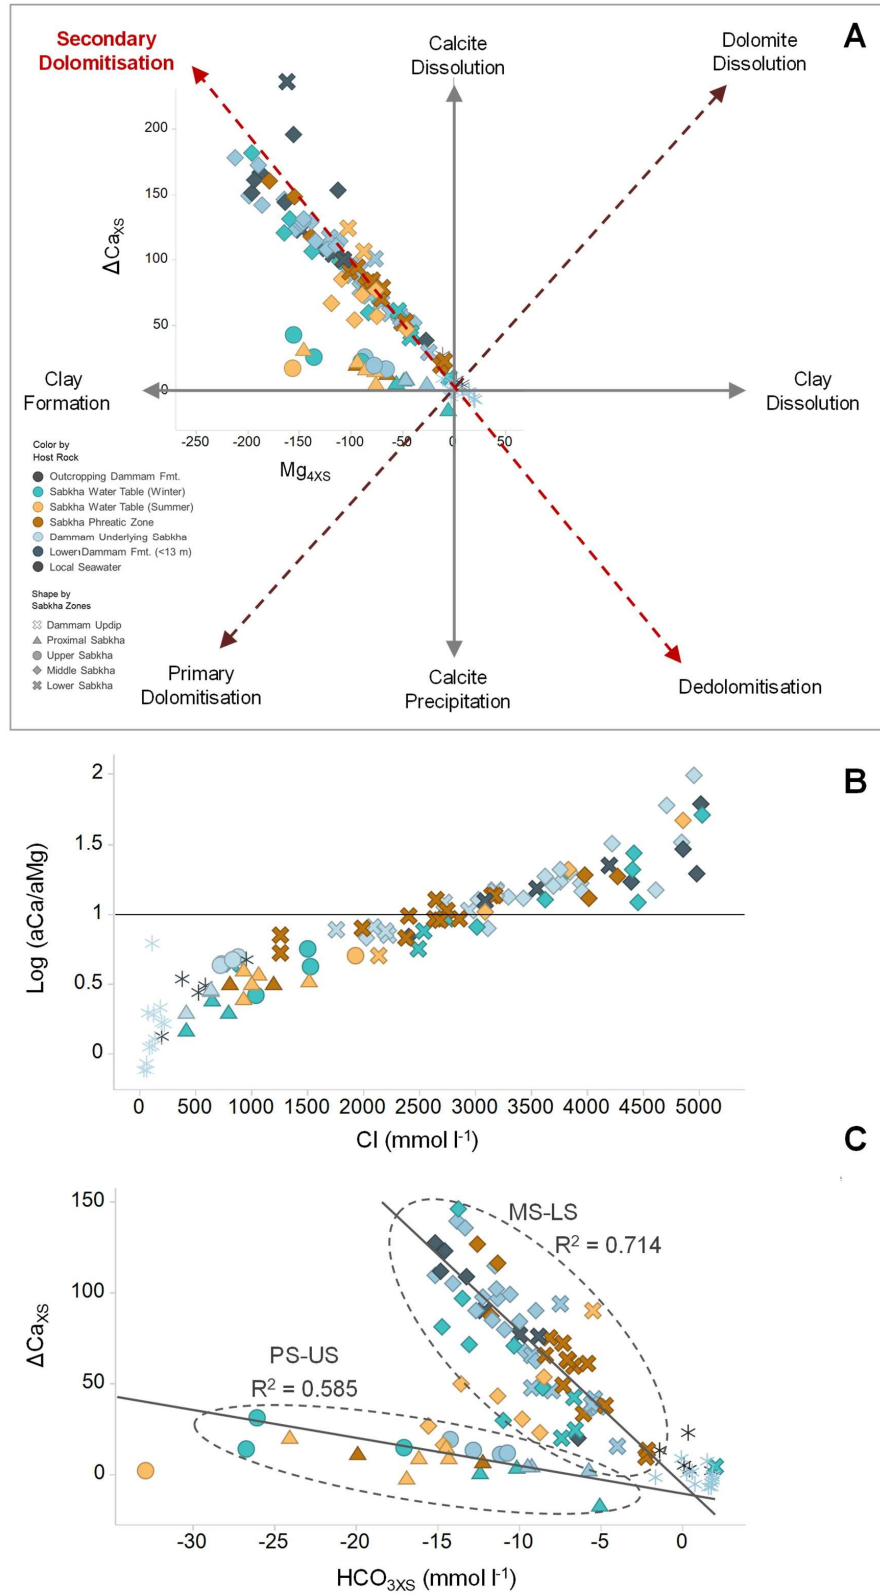 A
Secondary
Dolomitisation
Calcite
Dissolution
Dolomite
Dissolution
200
150
100
50
0
ΔCaXS
Clay
Formation
Clay
Dissolution
-250 -200 -150 -100 -50 0 50
Mg4XS
Color by
Host Rock
Outcropping Dammam Fmt.
Sabkha Water Table (Winter)
Sabkha Water Table (Summer)
Sabkha Phreatic Zone
Dammam Underlying Sabkha
Lower Dammam Fmt. (<13 m)
Local Seawater
Shape by
Sabkha Zones
Dammam Updip
Proximal Sabkha
Upper Sabkha
Middle Sabkha
Lower Sabkha
Primary
Dolomitisation
Calcite
Precipitation
Dedolomitisation
B
2
1.5
1
0.5
0
Log (aCa/aMg)
0 500 1000 1500 2000 2500 3000 3500 4000 4500 5000
Cl (mmol l-1)
C
150
100
50
0
ΔCaXS
MS-LS
R2 = 0.714
PS-US
R2 = 0.585
-30 -25 -20 -15 -10 -5 0
HCO3XS (mmol l-1)